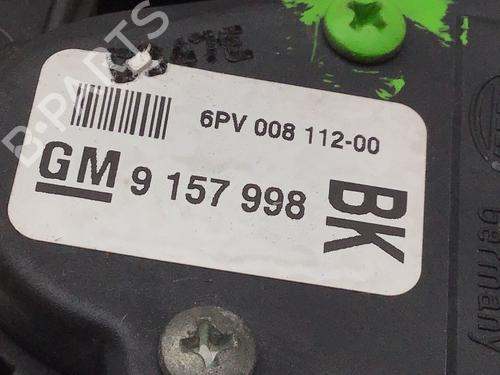 6PV 008 112-00
GM 9 157 998
BK
Germany
B-PARTS